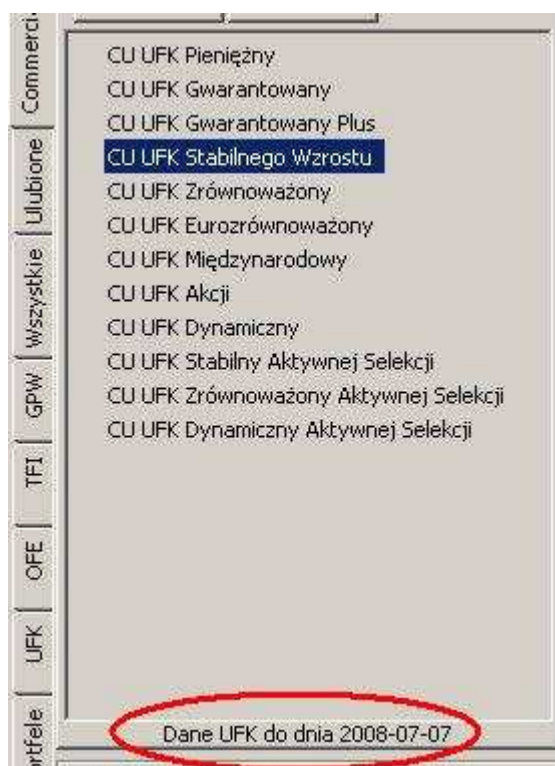 CU UFK Pieniężny
CU UFK Gwarantowany
CU UFK Gwarantowany Plus
CU UFK Stabilnego Wzrostu
CU UFK Zrównoważony
CU UFK Eurozrównoważony
CU UFK Międzynarodowy
CU UFK Akcji
CU UFK Dynamiczny
CU UFK Stabilny Aktywnej Selekcji
CU UFK Zrównoważony Aktywnej Selekcji
CU UFK Dynamiczny Aktywnej Selekcji
Dane UFK do dnia 2008-07-07
Commerci
Ulubione
Wszystkie
GPW
TFI
OFE
UFK
rtfele